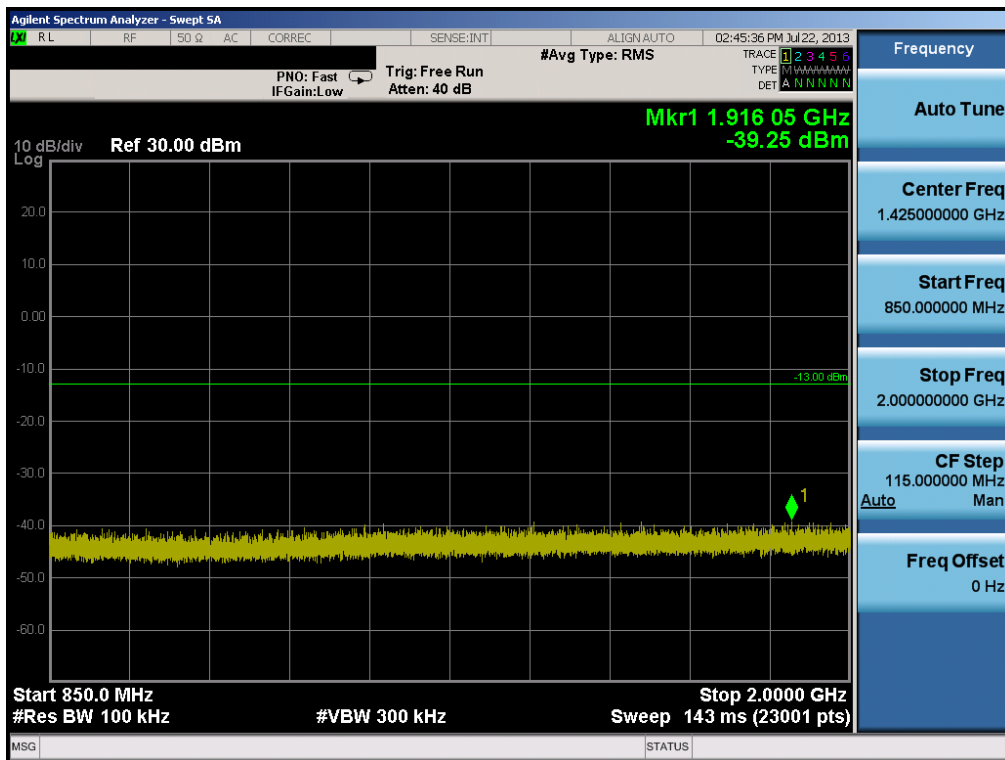 Agilent Spectrum Analyzer - Swept SA
LXI RL RF 50 Ω AC CORREC SENSE:INT ALIGN AUTO 02:45:36 PM Jul 22, 2013
PNO: Fast
IFGain:Low
Trig: Free Run
Atten: 40 dB
#Avg Type: RMS
TRACE 1 2 3 4 5 6
TYPE M WWWWW
DET A N N N N N
Mkr1 1.916 05 GHz
-39.25 dBm
10 dB/div Ref 30.00 dBm
Log
20.0
10.0
0.00
-10.0
-13.00 dBm
-20.0
-30.0
1
-40.0
-50.0
-60.0
Start 850.0 MHz Stop 2.0000 GHz
#Res BW 100 kHz #VBW 300 kHz Sweep 143 ms (23001 pts)
MSG STATUS
Frequency
Auto Tune
Center Freq
1.425000000 GHz
Start Freq
850.000000 MHz
Stop Freq
2.000000000 GHz
CF Step
115.000000 MHz
Auto Man
Freq Offset
0 Hz